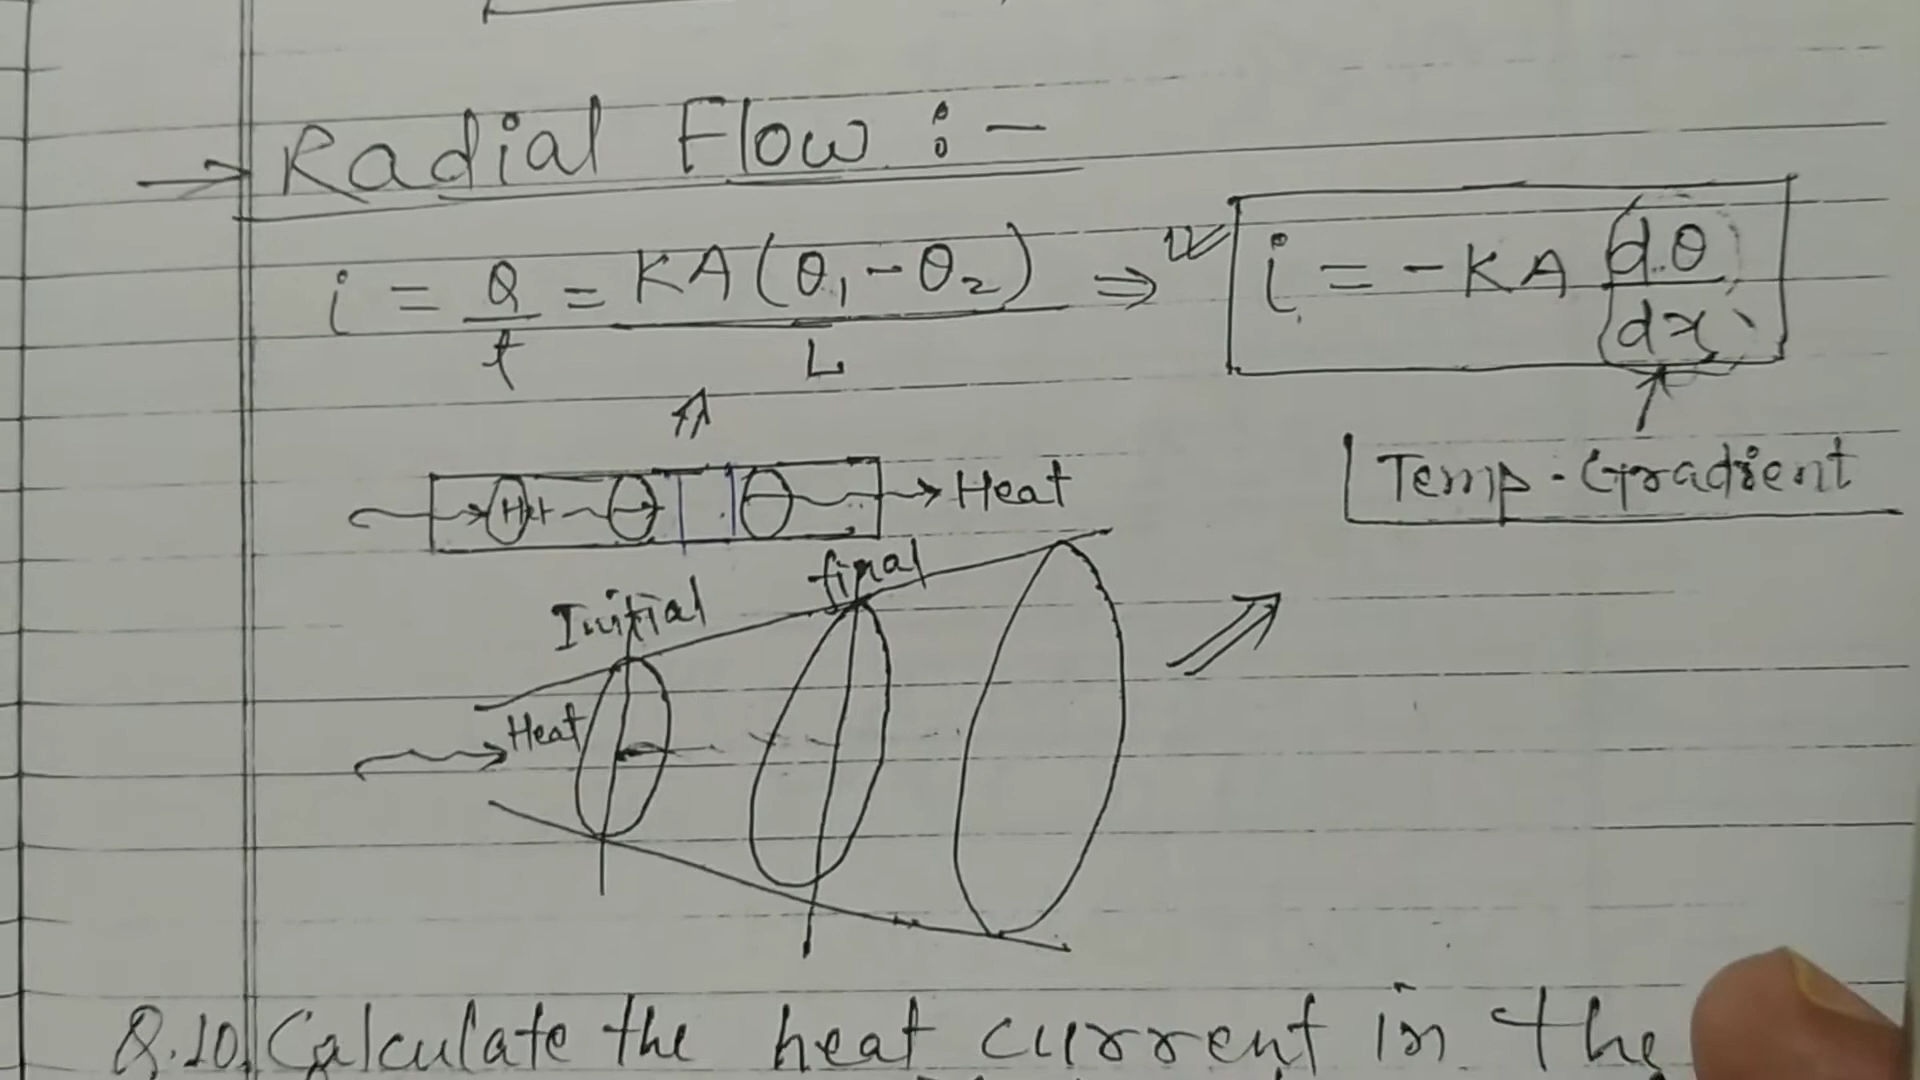 → Radial Flow :-
i = Q/t = KA(θ₁-θ₂)/L ⇒ i = -KA dθ/dx
Temp. Gradient
Heat
Initial
final
Heat
Q.10 Calculate the heat current in the